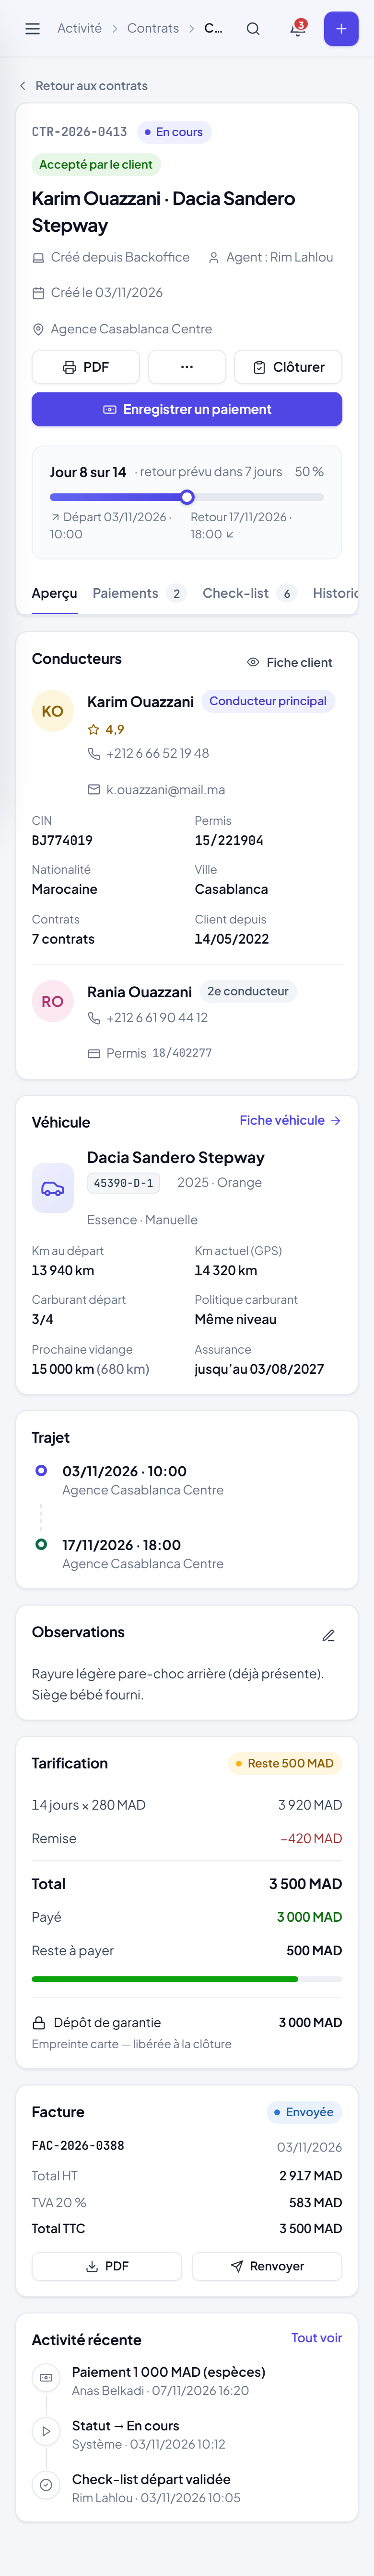 Activité > Contrats > C...
3
Retour aux contrats
CTR-2026-0413 En cours
Accepté par le client
Karim Ouazzani · Dacia Sandero
Stepway
Créé depuis Backoffice Agent : Rim Lahlou
Créé le 03/11/2026
Agence Casablanca Centre
PDF ··· Clôturer
Enregistrer un paiement
Jour 8 sur 14 · retour prévu dans 7 jours 50 %
Départ 03/11/2026 · Retour 17/11/2026 ·
10:00 18:00
Aperçu Paiements 2 Check-list 6 Historic
Conducteurs Fiche client
KO Karim Ouazzani Conducteur principal
4,9
+212 6 66 52 19 48
k.ouazzani@mail.ma
CIN Permis
BJ774019 15/221904
Nationalité Ville
Marocaine Casablanca
Contrats Client depuis
7 contrats 14/05/2022
RO Rania Ouazzani 2e conducteur
+212 6 61 90 44 12
Permis 18/402277
Véhicule Fiche véhicule →
Dacia Sandero Stepway
45390-D-1 2025 · Orange
Essence · Manuelle
Km au départ Km actuel (GPS)
13 940 km 14 320 km
Carburant départ Politique carburant
3/4 Même niveau
Prochaine vidange Assurance
15 000 km (680 km) jusqu'au 03/08/2027
Trajet
03/11/2026 · 10:00
Agence Casablanca Centre
17/11/2026 · 18:00
Agence Casablanca Centre
Observations
Rayure légère pare-choc arrière (déjà présente).
Siège bébé fourni.
Tarification Reste 500 MAD
14 jours × 280 MAD 3 920 MAD
Remise −420 MAD
Total 3 500 MAD
Payé 3 000 MAD
Reste à payer 500 MAD
Dépôt de garantie 3 000 MAD
Empreinte carte — libérée à la clôture
Facture Envoyée
FAC-2026-0388 03/11/2026
Total HT 2 917 MAD
TVA 20 % 583 MAD
Total TTC 3 500 MAD
PDF Renvoyer
Activité récente Tout voir
Paiement 1 000 MAD (espèces)
Anas Belkadi · 07/11/2026 16:20
Statut → En cours
Système · 03/11/2026 10:12
Check-list départ validée
Rim Lahlou · 03/11/2026 10:05